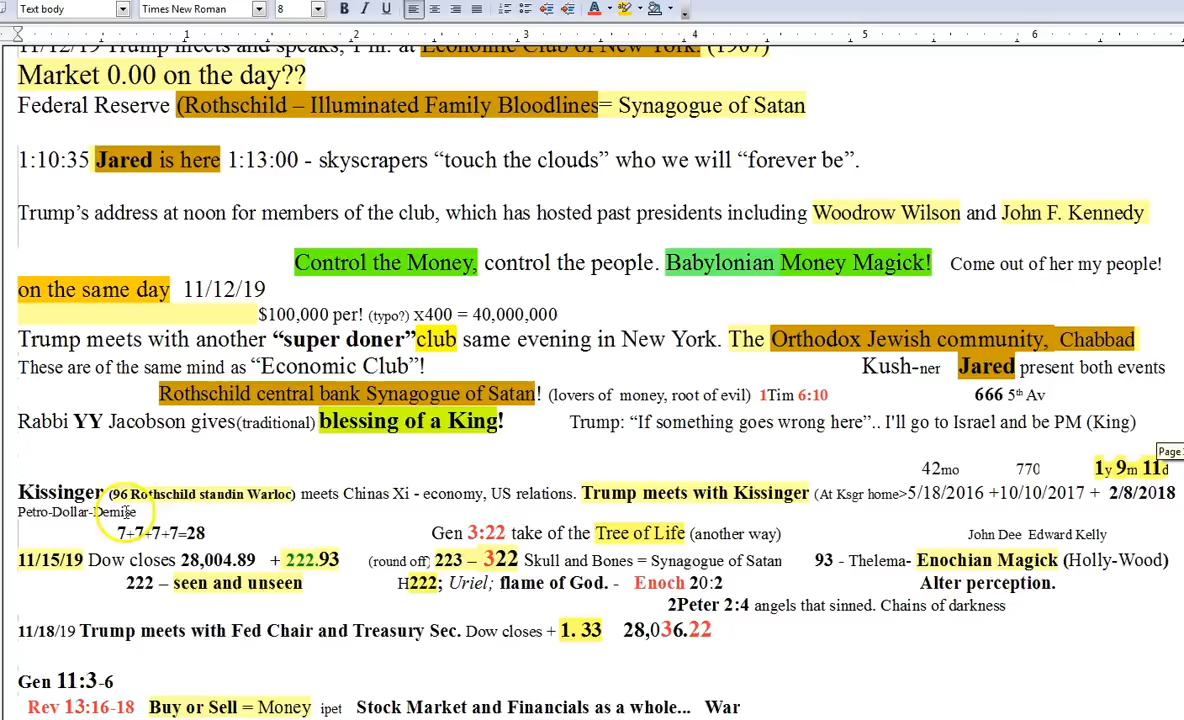 Text body Times New Roman 8 B I U
1 2 3 4 5 6
11/12/19 Trump meets and speaks, 1 m. at Economic Club of New York. (1907)
Market 0.00 on the day??
Federal Reserve (Rothschild – Illuminated Family Bloodlines= Synagogue of Satan
1:10:35 Jared is here 1:13:00 - skyscrapers “touch the clouds” who we will “forever be”.
Trump’s address at noon for members of the club, which has hosted past presidents including Woodrow Wilson and John F. Kennedy
Control the Money, control the people. Babylonian Money Magick! Come out of her my people!
on the same day 11/12/19
$100,000 per! (typo?) x400 = 40,000,000
Trump meets with another “super doner”club same evening in New York. The Orthodox Jewish community, Chabbad
These are of the same mind as “Economic Club”! Kush-ner Jared present both events
Rothschild central bank Synagogue of Satan! (lovers of money, root of evil) 1Tim 6:10 666 5th Av
Rabbi YY Jacobson gives(traditional) blessing of a King! Trump: “If something goes wrong here”.. I'll go to Israel and be PM (King)
Page
42mo 770 1y 9m 11d
Kissinger (96 Rothschild standin Warloc) meets Chinas Xi - economy, US relations. Trump meets with Kissinger (At Ksgr home>5/18/2016 +10/10/2017 + 2/8/2018
Petro-Dollar-Demise
7+7+7+7=28 Gen 3:22 take of the Tree of Life (another way) John Dee Edward Kelly
11/15/19 Dow closes 28,004.89 + 222.93 (round off) 223 – 322 Skull and Bones = Synagogue of Satan 93 - Thelema- Enochian Magick (Holly-Wood)
222 – seen and unseen H222; Uriel; flame of God. - Enoch 20:2 Alter perception.
2Peter 2:4 angels that sinned. Chains of darkness
11/18/19 Trump meets with Fed Chair and Treasury Sec. Dow closes + 1. 33 28,036.22
Gen 11:3-6
Rev 13:16-18 Buy or Sell = Money ipet Stock Market and Financials as a whole... War